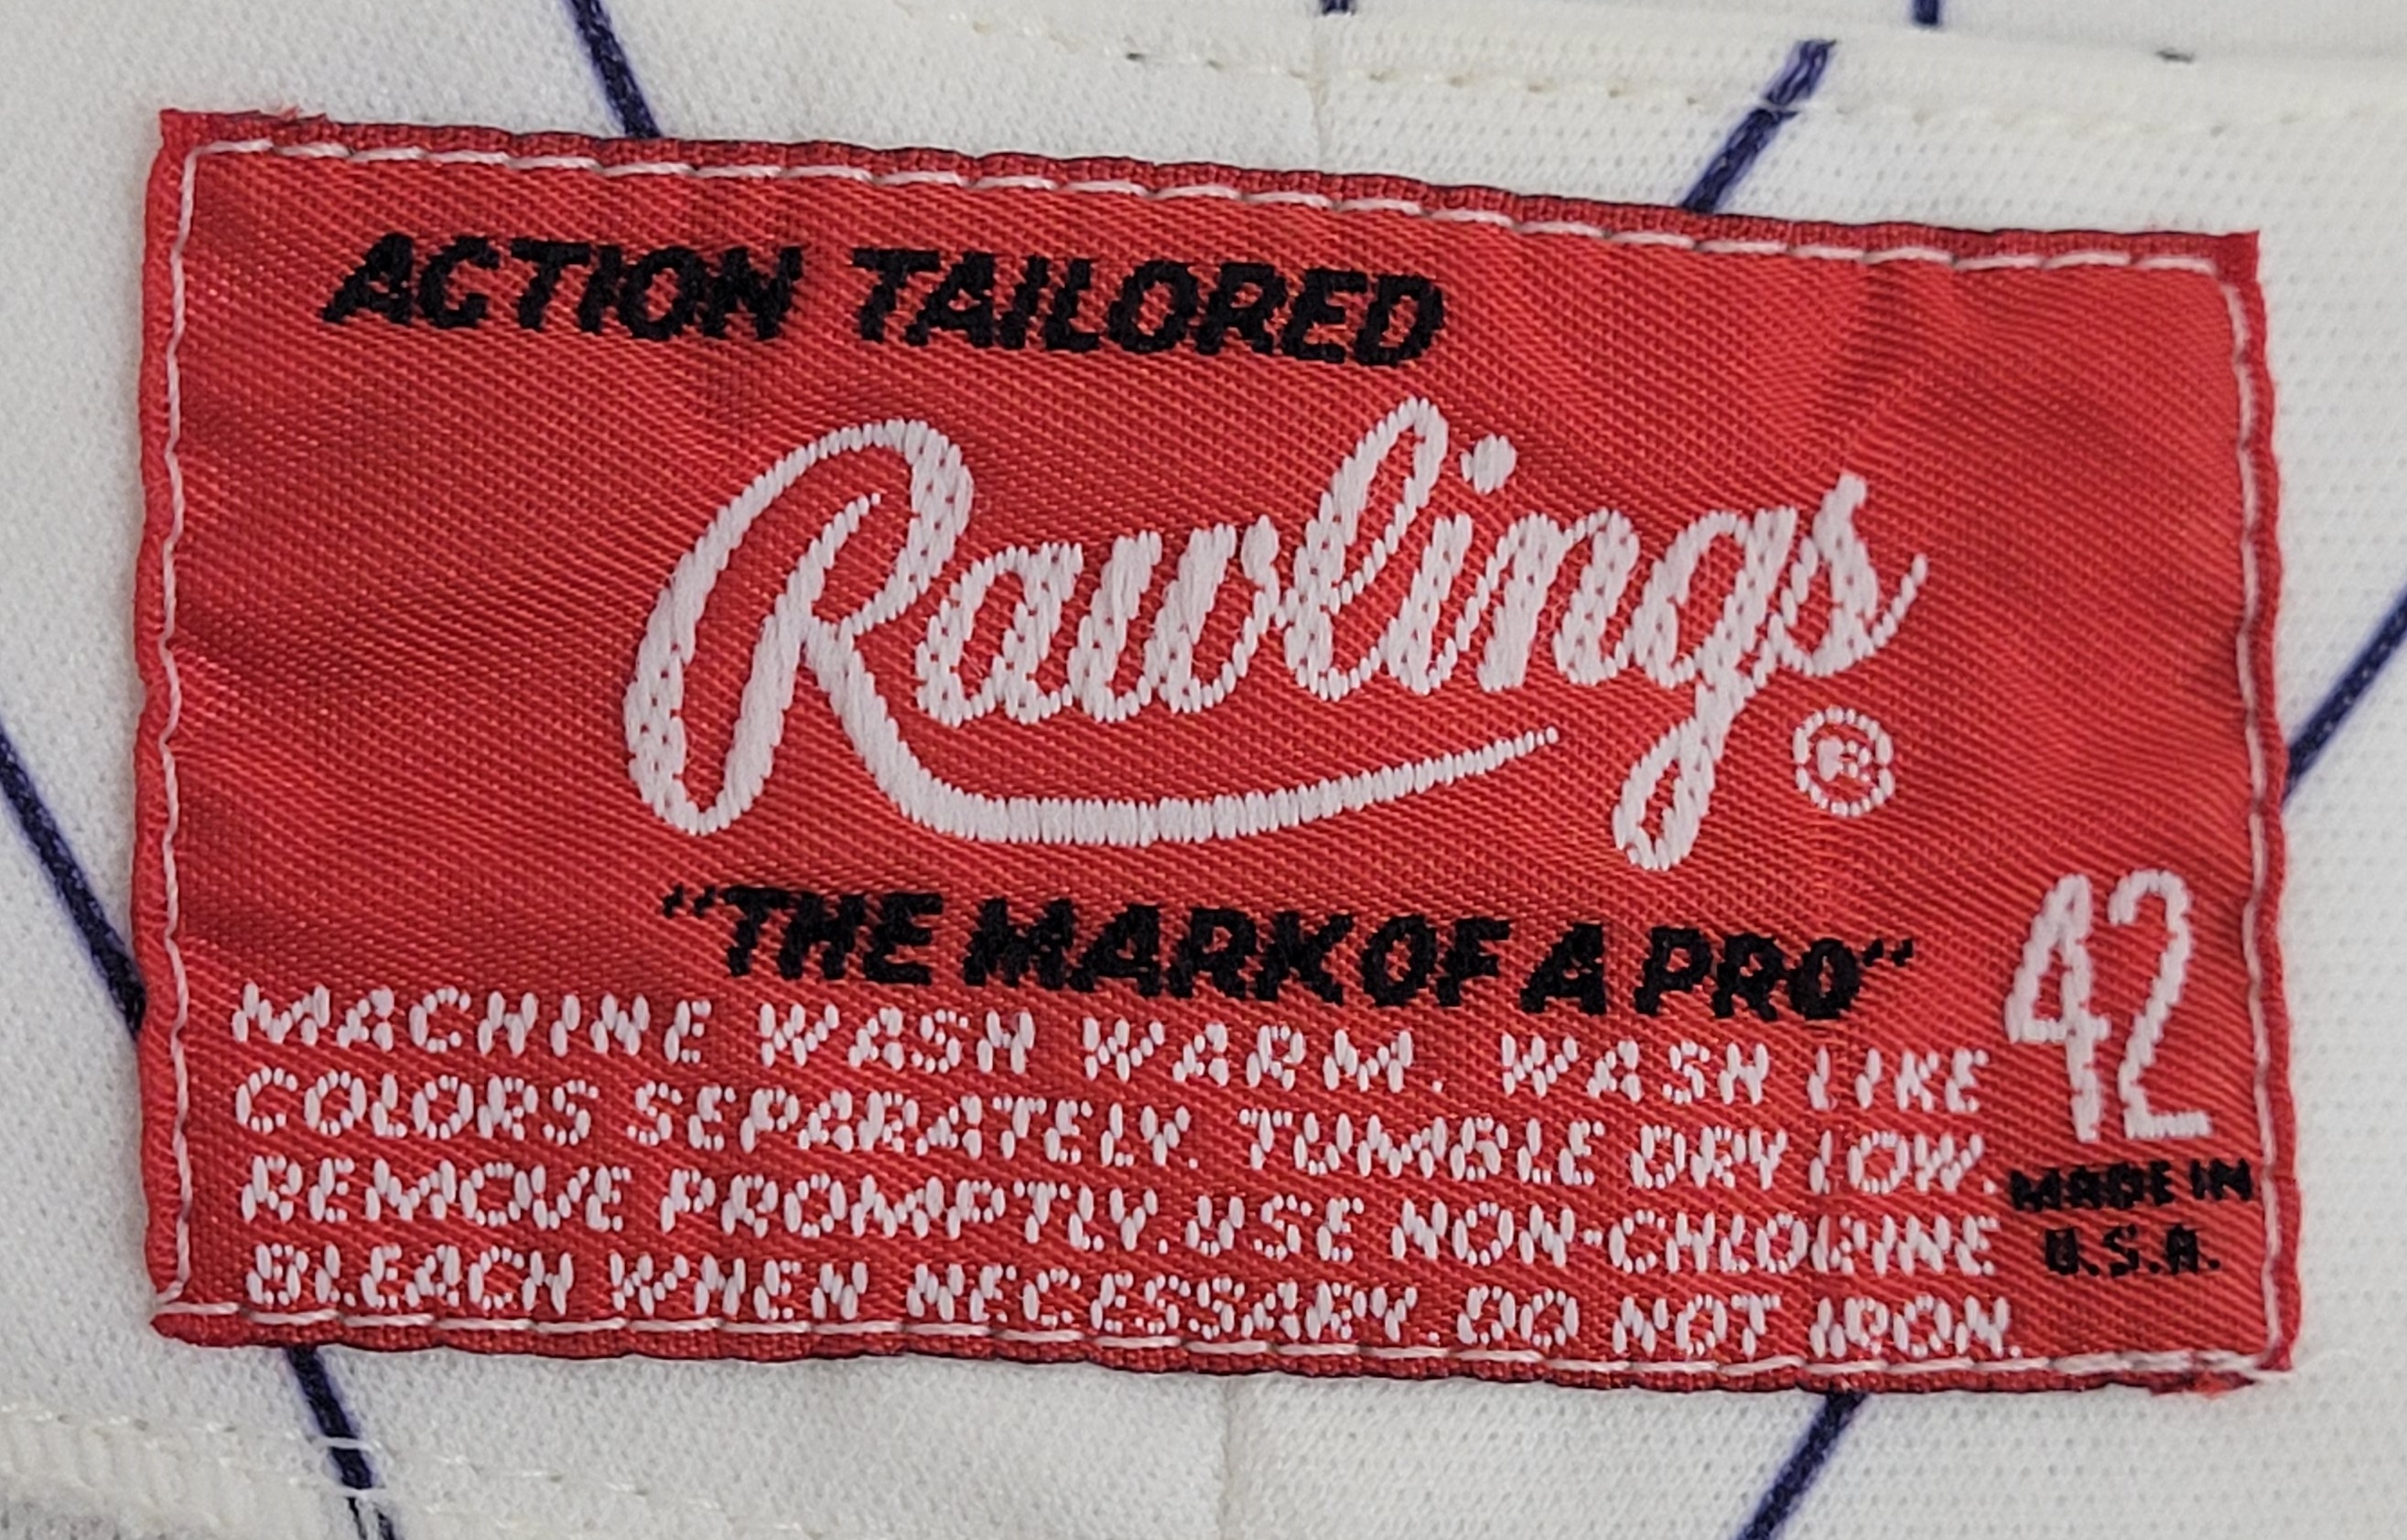 ACTION TAILORED
Rawlings®
"THE MARK OF A PRO"
42
MACHINE WASH WARM. WASH LIKE
COLORS SEPARATELY. TUMBLE DRY LOW.
REMOVE PROMPTLY. USE NON-CHLORINE
BLEACH WHEN NECESSARY. DO NOT IRON.
MADE IN
U.S.A.